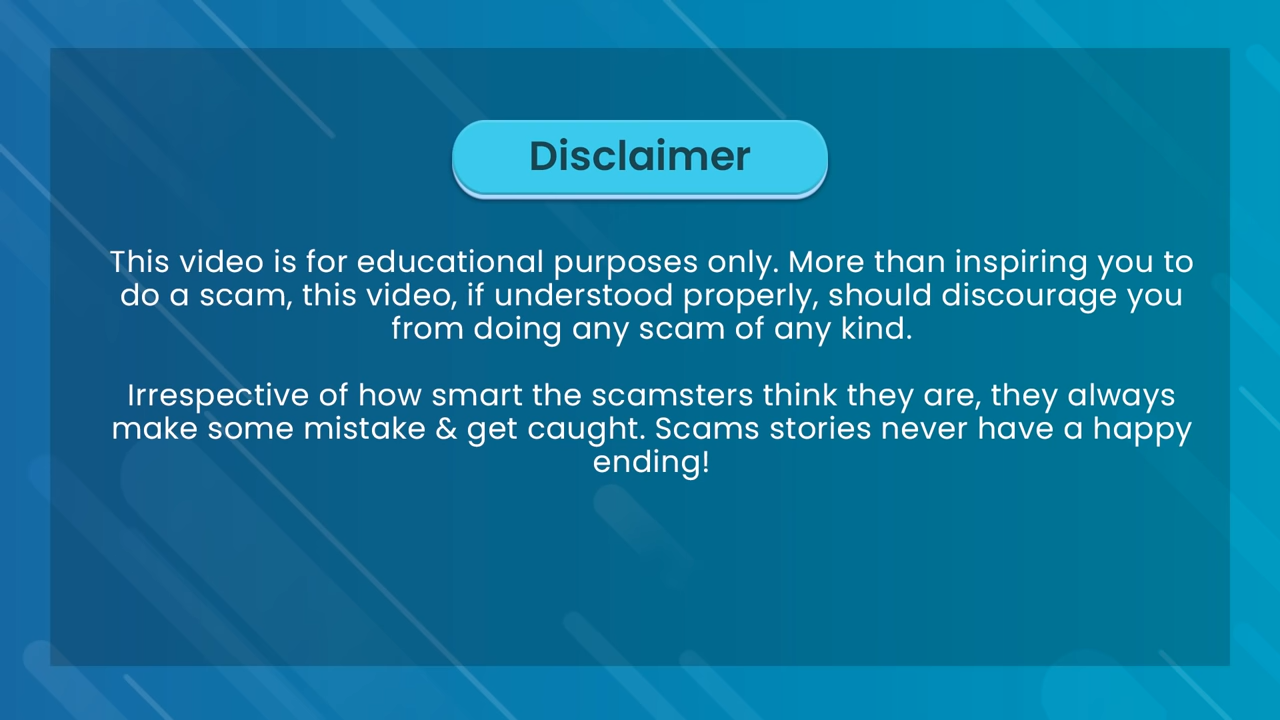 Disclaimer
This video is for educational purposes only. More than inspiring you to
do a scam, this video, if understood properly, should discourage you
from doing any scam of any kind.
Irrespective of how smart the scamsters think they are, they always
make some mistake & get caught. Scams stories never have a happy
ending!